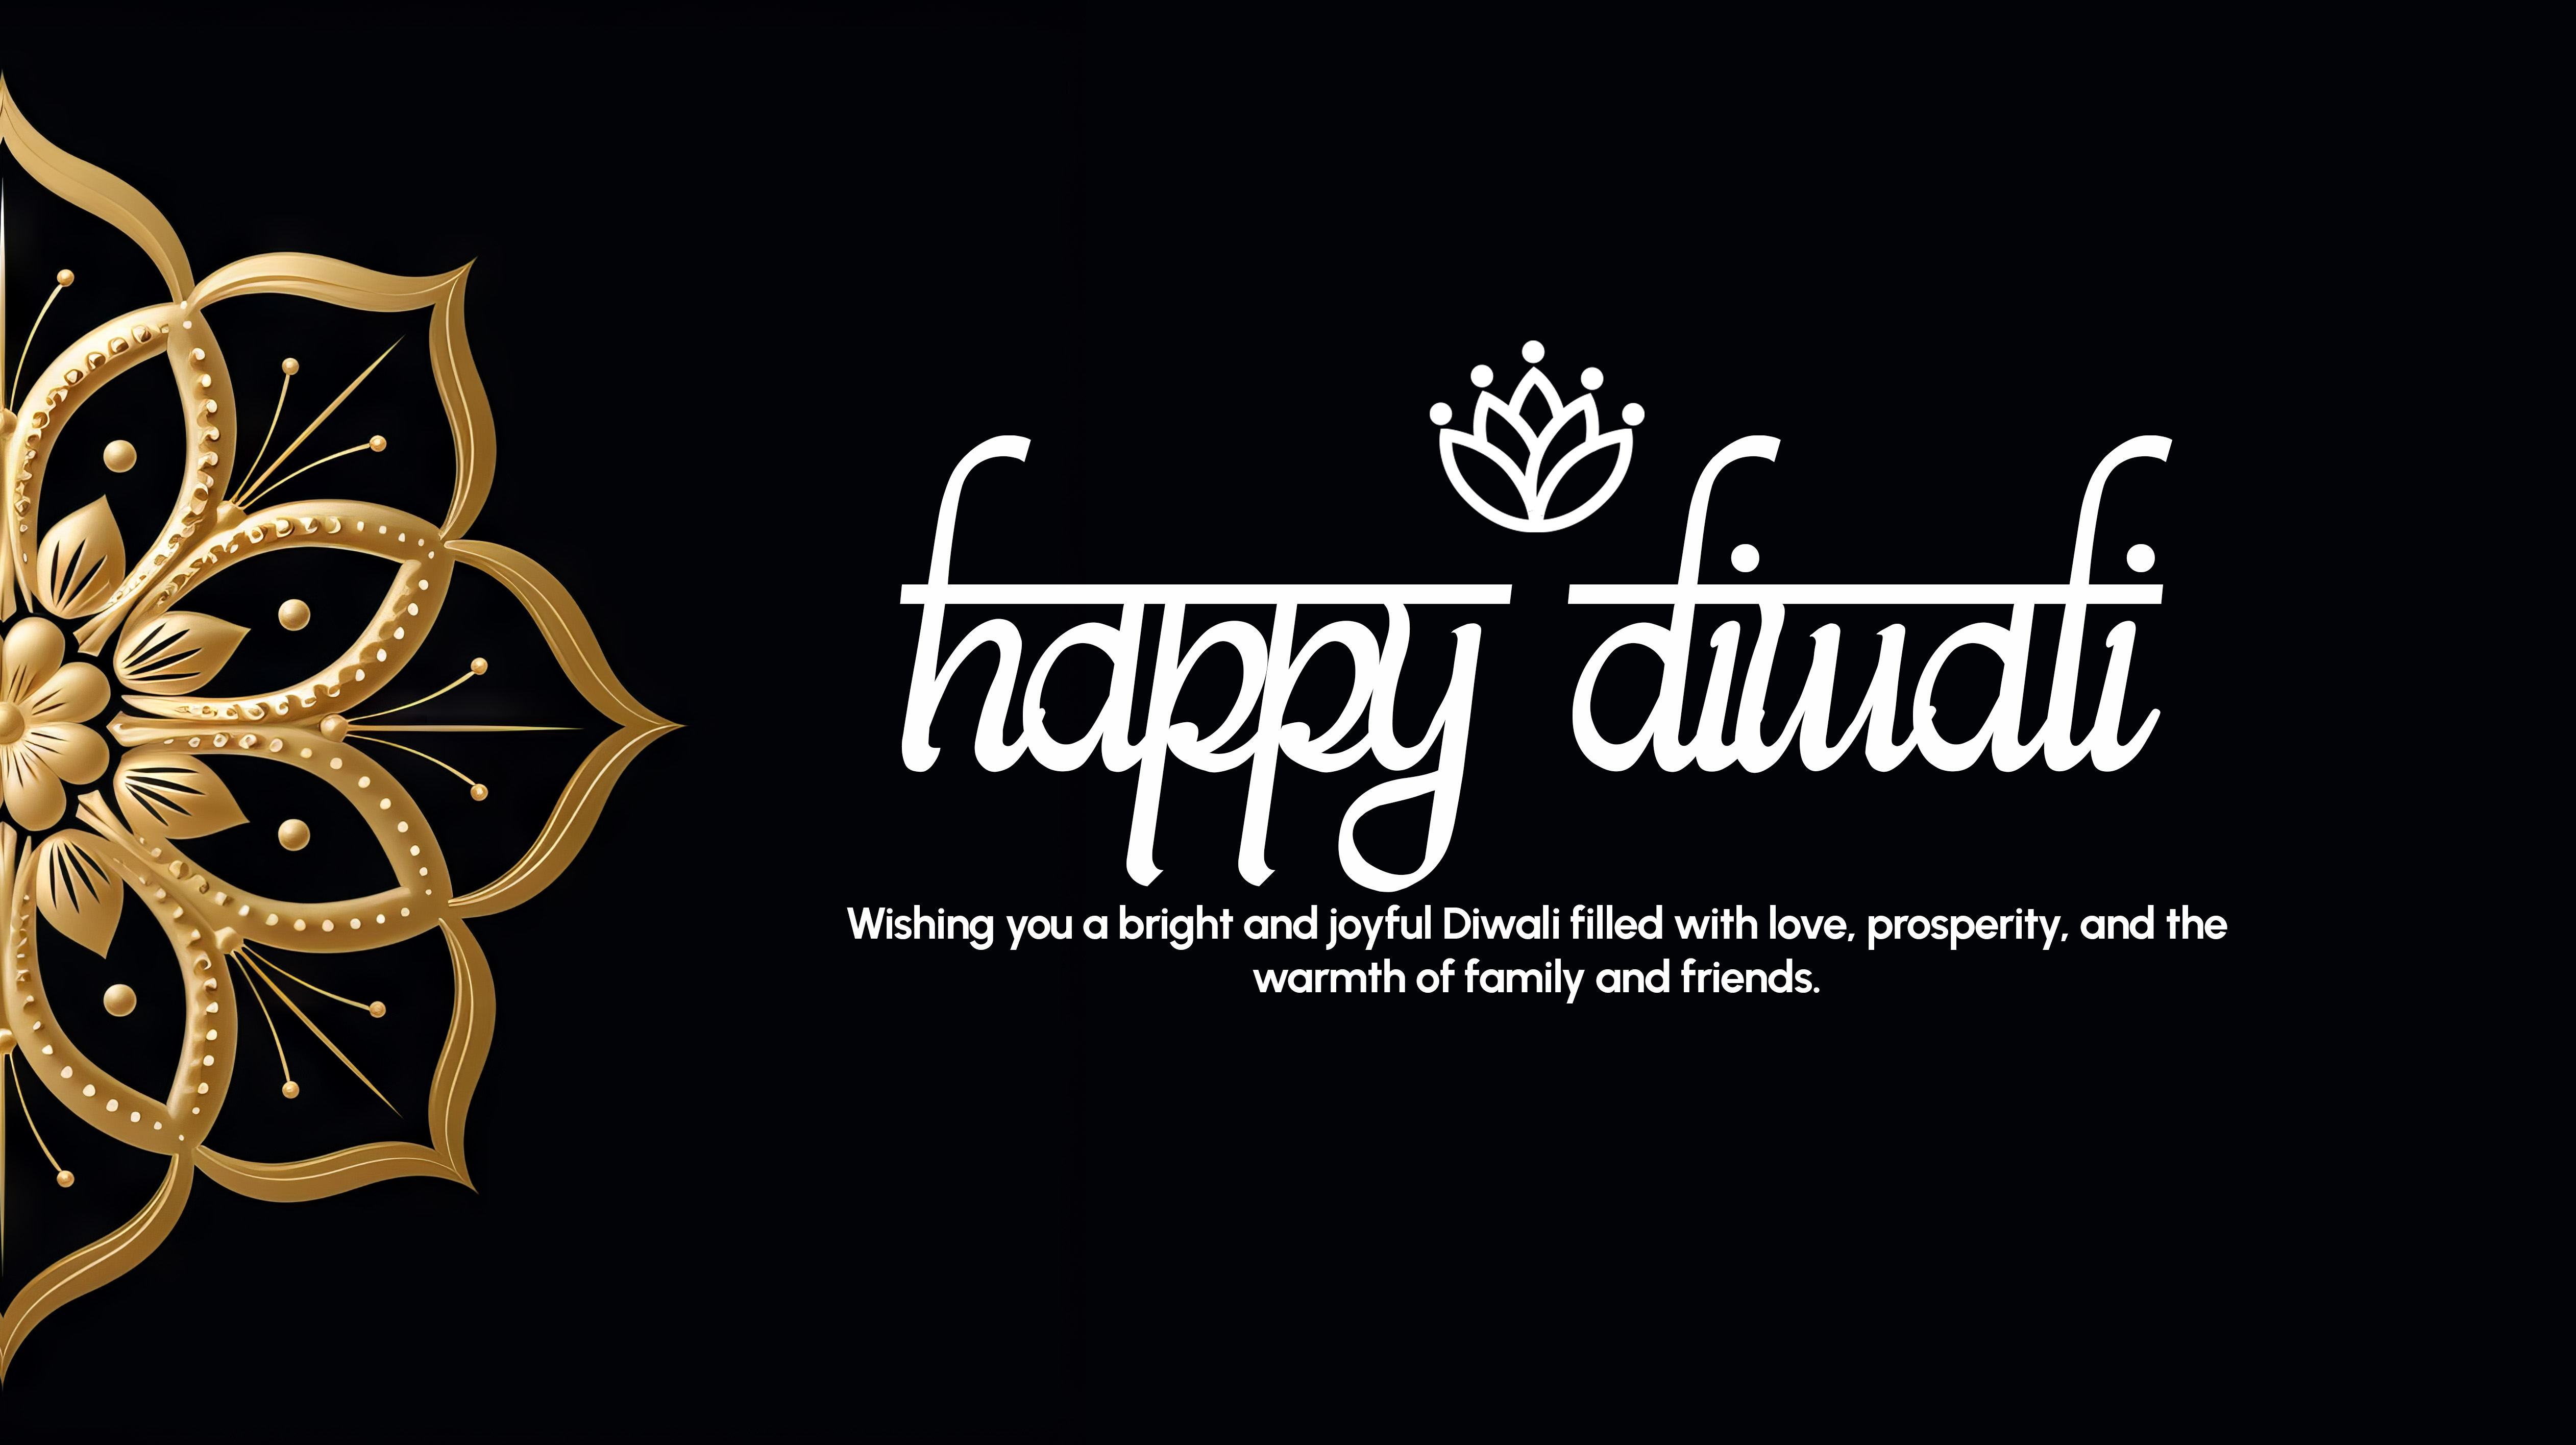 happy diwali
Wishing you a bright and joyful Diwali filled with love, prosperity, and the
warmth of family and friends.